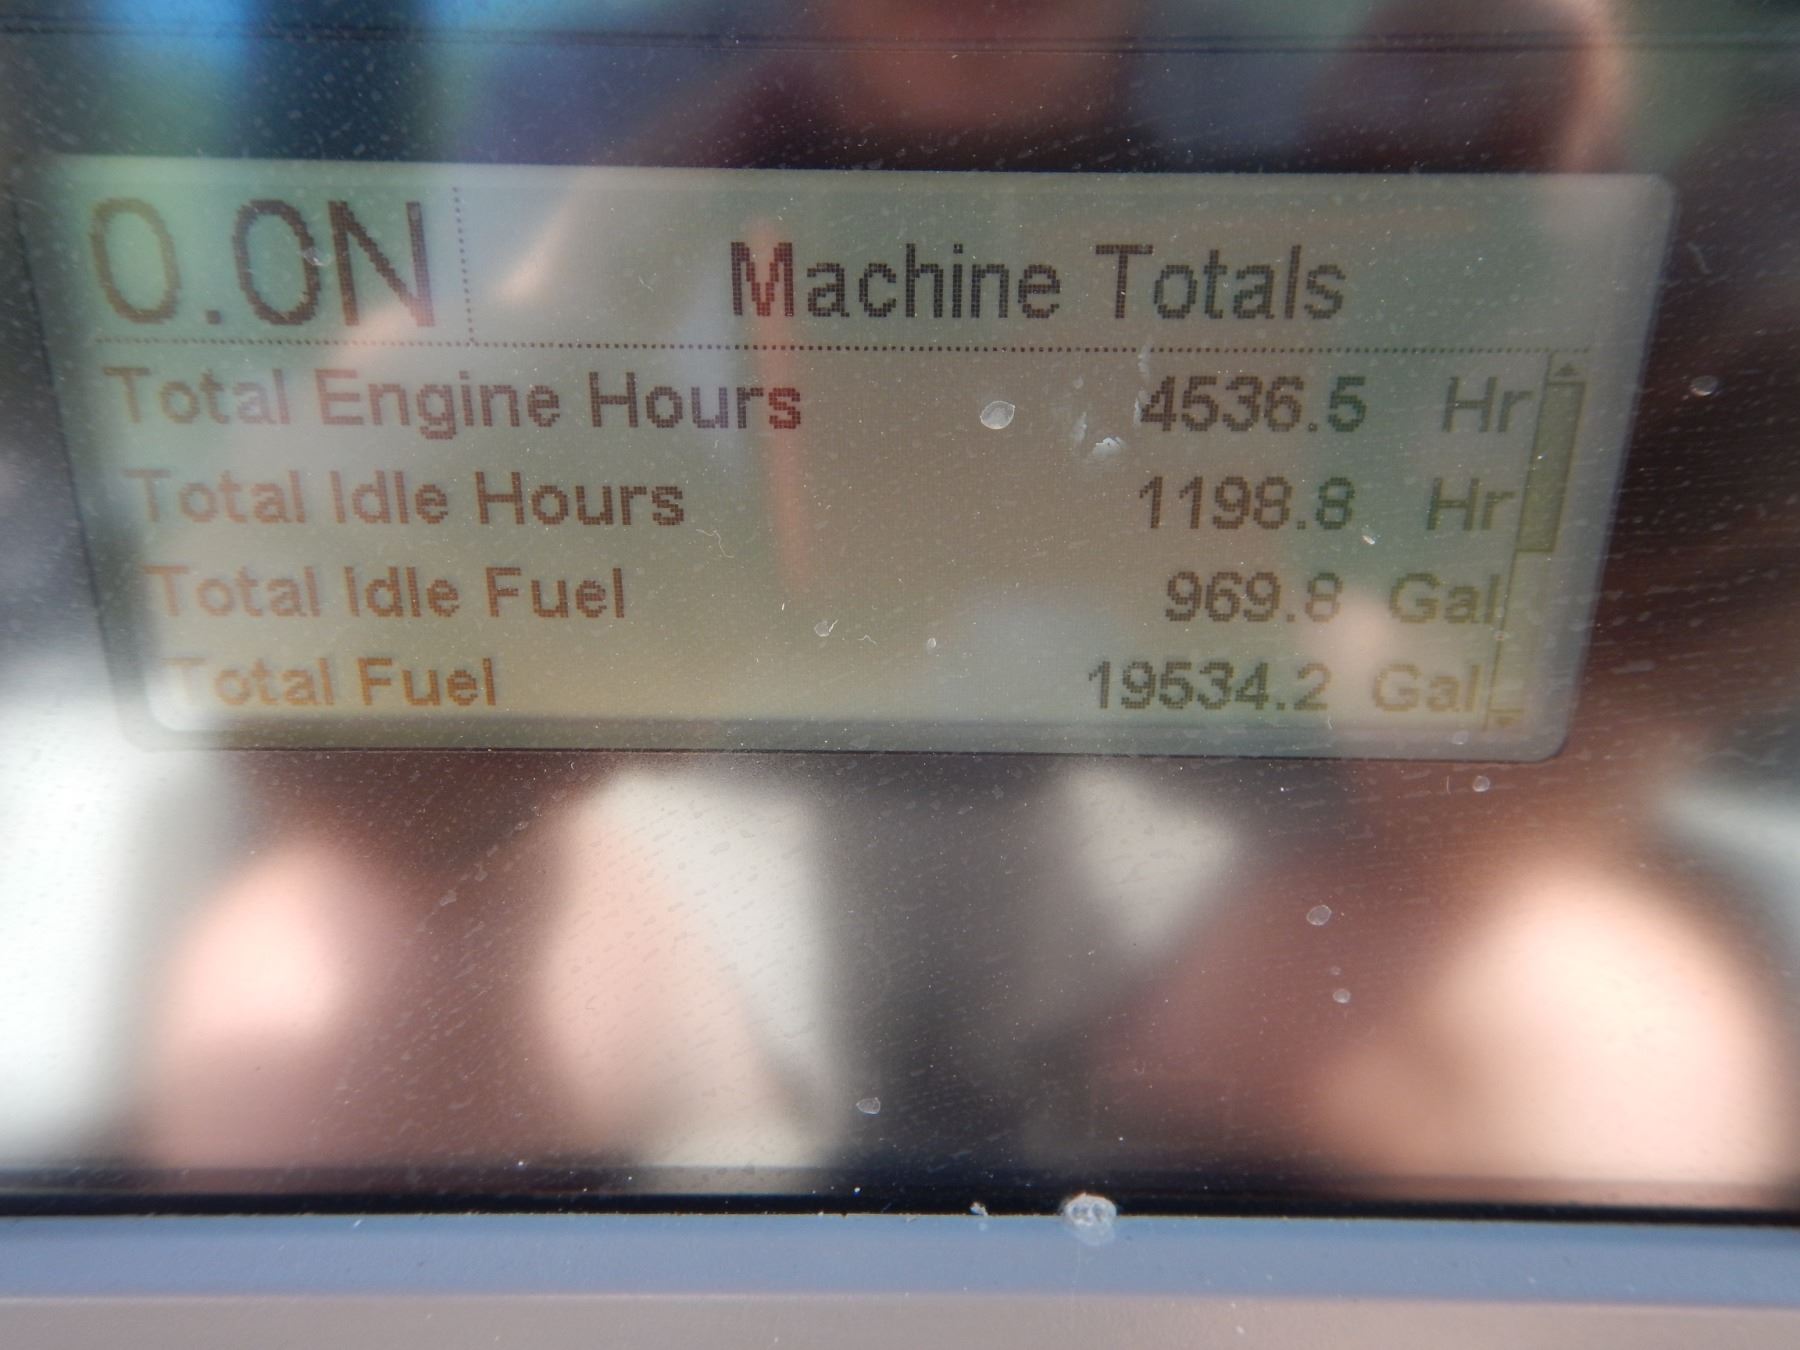 0.0N
Machine Totals
Total Engine Hours 4536.5 Hr
Total Idle Hours 1198.8 Hr
Total Idle Fuel 969.8 Gal
Total Fuel 19534.2 Gal